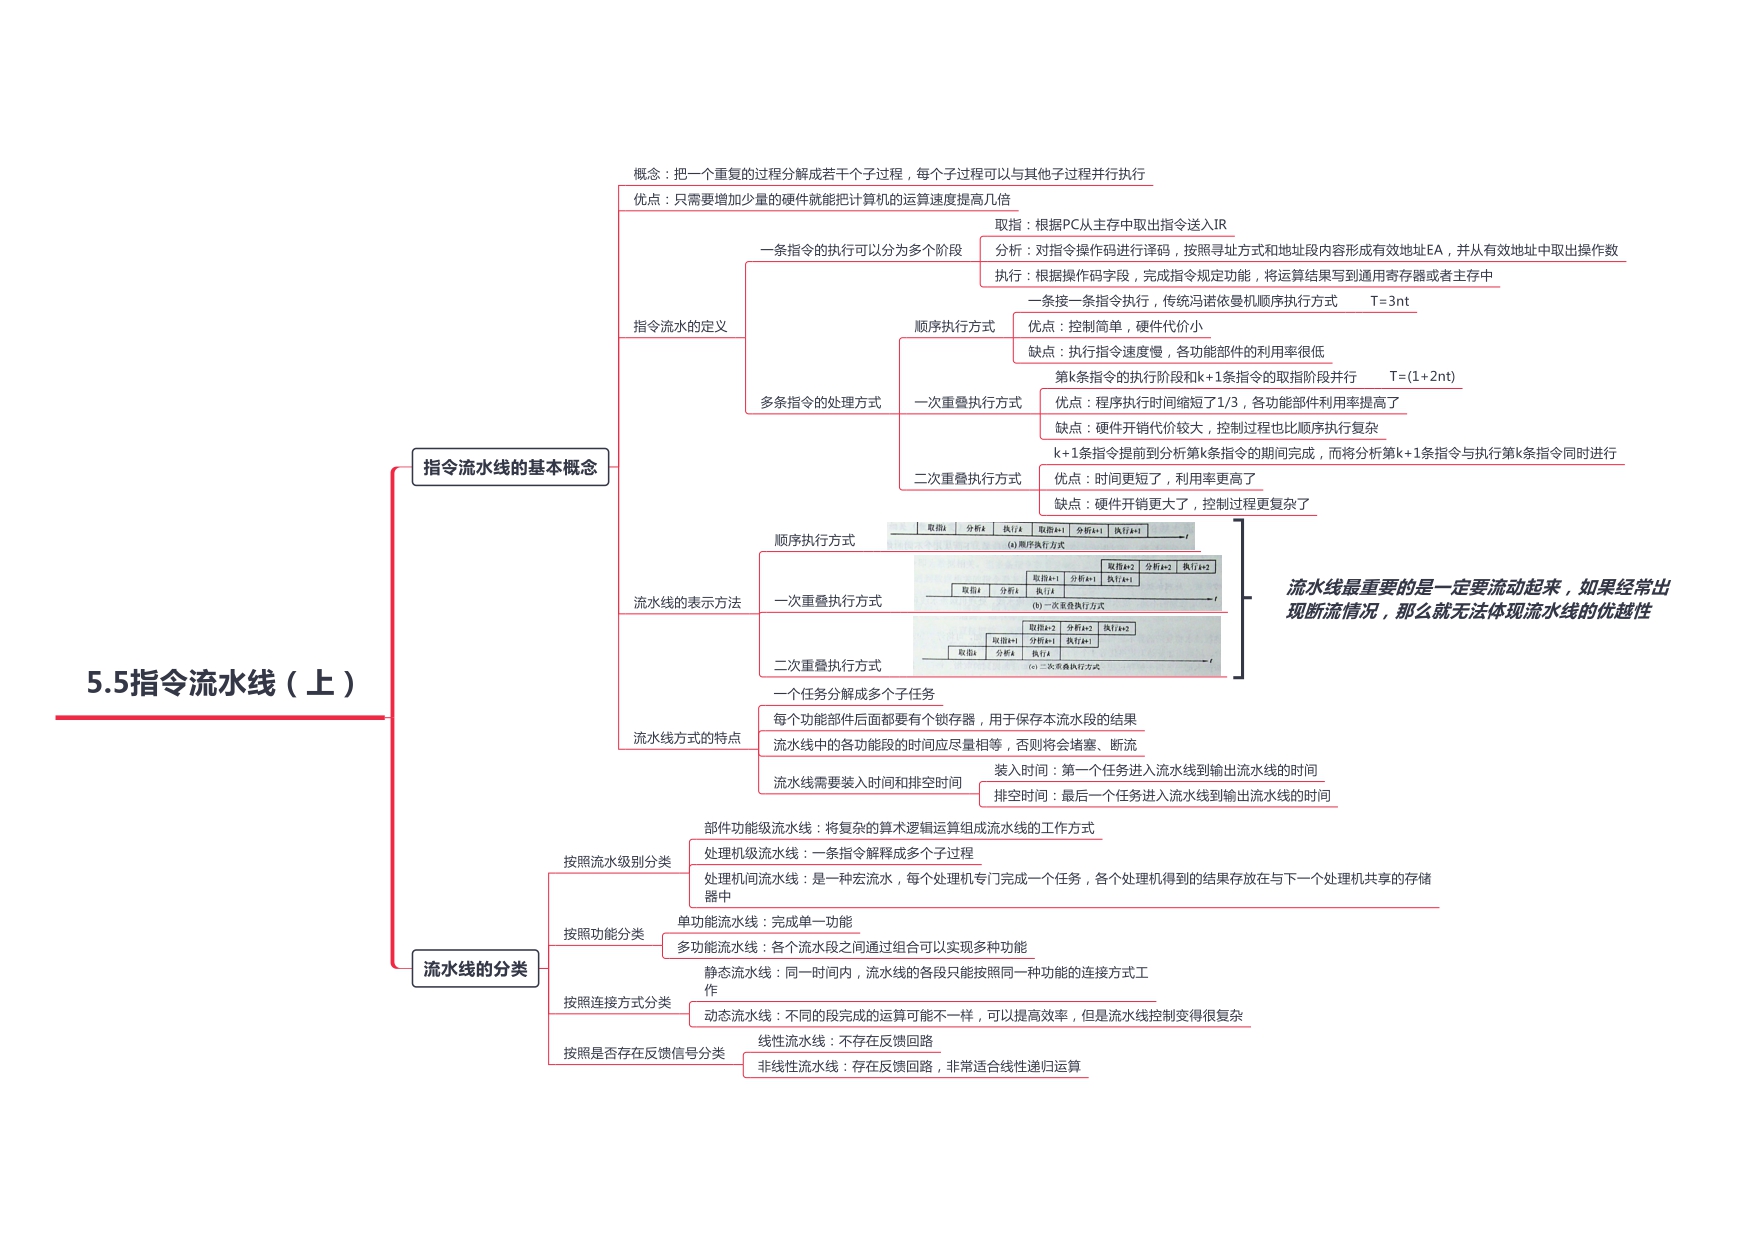 5.5指令流水线（上）
指令流水线的基本概念
概念：把一个重复的过程分解成若干个子过程，每个子过程可以与其他子过程并行执行
优点：只需要增加少量的硬件就能把计算机的运算速度提高几倍
指令流水的定义
一条指令的执行可以分为多个阶段
取指：根据PC从主存中取出指令送入IR
分析：对指令操作码进行译码，按照寻址方式和地址段内容形成有效地址EA，并从有效地址中取出操作数
执行：根据操作码字段，完成指令规定功能，将运算结果写到通用寄存器或者主存中
多条指令的处理方式
顺序执行方式
一条接一条指令执行，传统冯诺依曼机顺序执行方式 T=3nt
优点：控制简单，硬件代价小
缺点：执行指令速度慢，各功能部件的利用率很低
一次重叠执行方式
第k条指令的执行阶段和k+1条指令的取指阶段并行 T=(1+2nt)
优点：程序执行时间缩短了1/3，各功能部件利用率提高了
缺点：硬件开销代价较大，控制过程也比顺序执行复杂
二次重叠执行方式
k+1条指令提前到分析第k条指令的期间完成，而将分析第k+1条指令与执行第k条指令同时进行
优点：时间更短了，利用率更高了
缺点：硬件开销更大了，控制过程更复杂了
流水线的表示方法
顺序执行方式
取指k 分析k 执行k 取指k+1 分析k+1 执行k+1
t
(a) 顺序执行方式
一次重叠执行方式
取指k+2 分析k+2 执行k+2
取指k+1 分析k+1 执行k+1
取指k 分析k 执行k
t
(b) 一次重叠执行方式
二次重叠执行方式
取指k+2 分析k+2 执行k+2
取指k+1 分析k+1 执行k+1
取指k 分析k 执行k
t
(c) 二次重叠执行方式
流水线最重要的是一定要流动起来，如果经常出
现断流情况，那么就无法体现流水线的优越性
流水线方式的特点
一个任务分解成多个子任务
每个功能部件后面都要有个锁存器，用于保存本流水段的结果
流水线中的各功能段的时间应尽量相等，否则将会堵塞、断流
流水线需要装入时间和排空时间
装入时间：第一个任务进入流水线到输出流水线的时间
排空时间：最后一个任务进入流水线到输出流水线的时间
流水线的分类
按照流水级别分类
部件功能级流水线：将复杂的算术逻辑运算组成流水线的工作方式
处理机级流水线：一条指令解释成多个子过程
处理机间流水线：是一种宏流水，每个处理机专门完成一个任务，各个处理机得到的结果存放在与下一个处理机共享的存储
器中
按照功能分类
单功能流水线：完成单一功能
多功能流水线：各个流水段之间通过组合可以实现多种功能
按照连接方式分类
静态流水线：同一时间内，流水线的各段只能按照同一种功能的连接方式工
作
动态流水线：不同的段完成的运算可能不一样，可以提高效率，但是流水线控制变得很复杂
按照是否存在反馈信号分类
线性流水线：不存在反馈回路
非线性流水线：存在反馈回路，非常适合线性递归运算